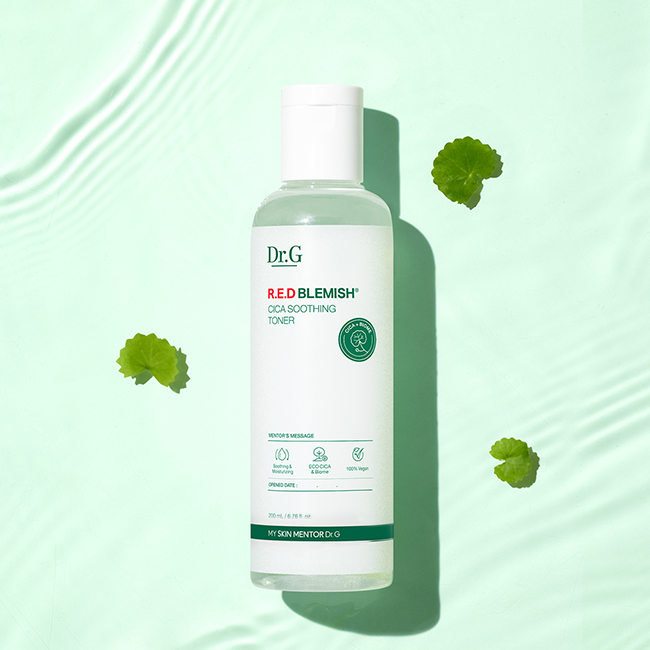 Dr.G
R.E.D BLEMISH®
CICA SOOTHING
TONER
CICA + BIOME
MENTOR'S MESSAGE
Soothing &
Moisturizing
ECO CICA
& Biome
100% Vegan
OPENED DATE : . .
200 mL / 6.76 fl. oz
MY SKIN MENTOR Dr.G